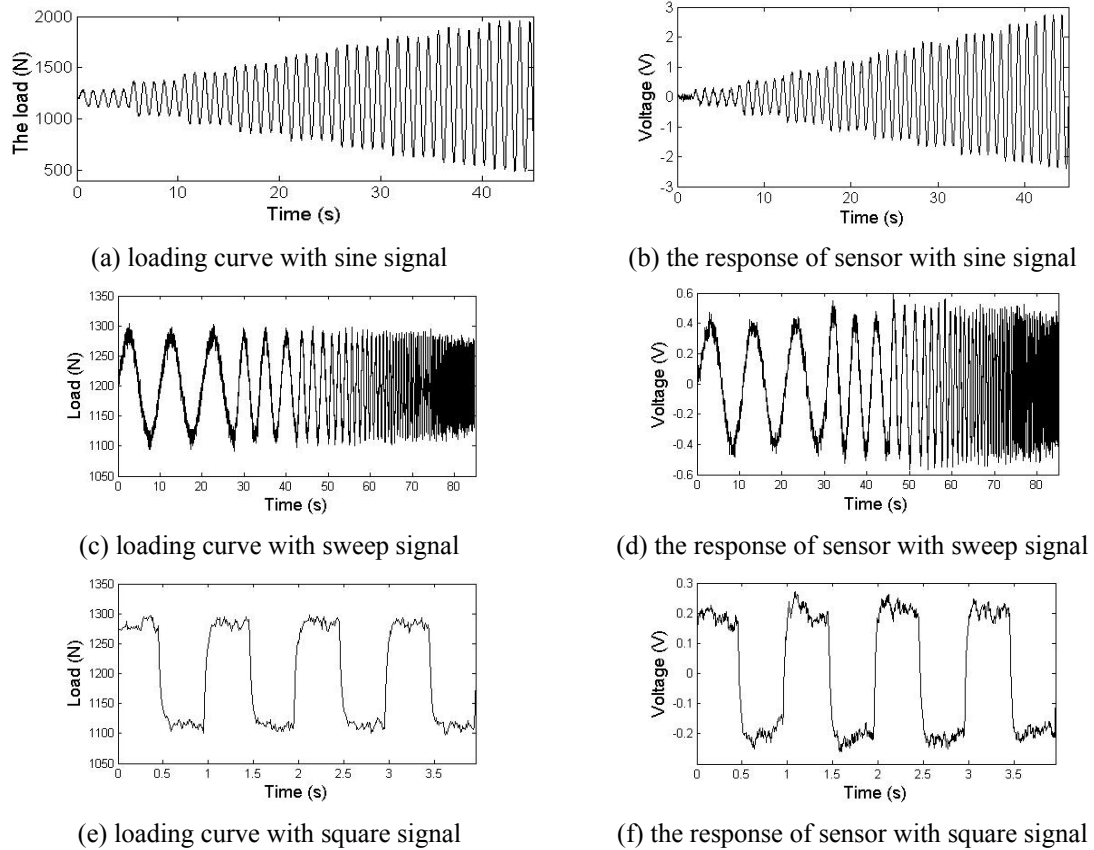 2000
1500
1000
500
The load (N)
0 10 20 30 40
Time (s)
(a) loading curve with sine signal
3
2
1
0
-1
-2
-3
Voltage (V)
0 10 20 30 40
Time (s)
(b) the response of sensor with sine signal
1350
1300
1250
1200
1150
1100
1050
Load (N)
0 10 20 30 40 50 60 70 80
Time (s)
(c) loading curve with sweep signal
0.6
0.4
0.2
0
-0.2
-0.4
-0.6
Voltage (V)
0 10 20 30 40 50 60 70 80
Time (s)
(d) the response of sensor with sweep signal
1350
1300
1250
1200
1150
1100
1050
Load (N)
0 0.5 1 1.5 2 2.5 3 3.5
Time (s)
(e) loading curve with square signal
0.3
0.2
0.1
0
-0.2
Voltage (V)
0 0.5 1 1.5 2 2.5 3 3.5
Time (s)
(f) the response of sensor with square signal